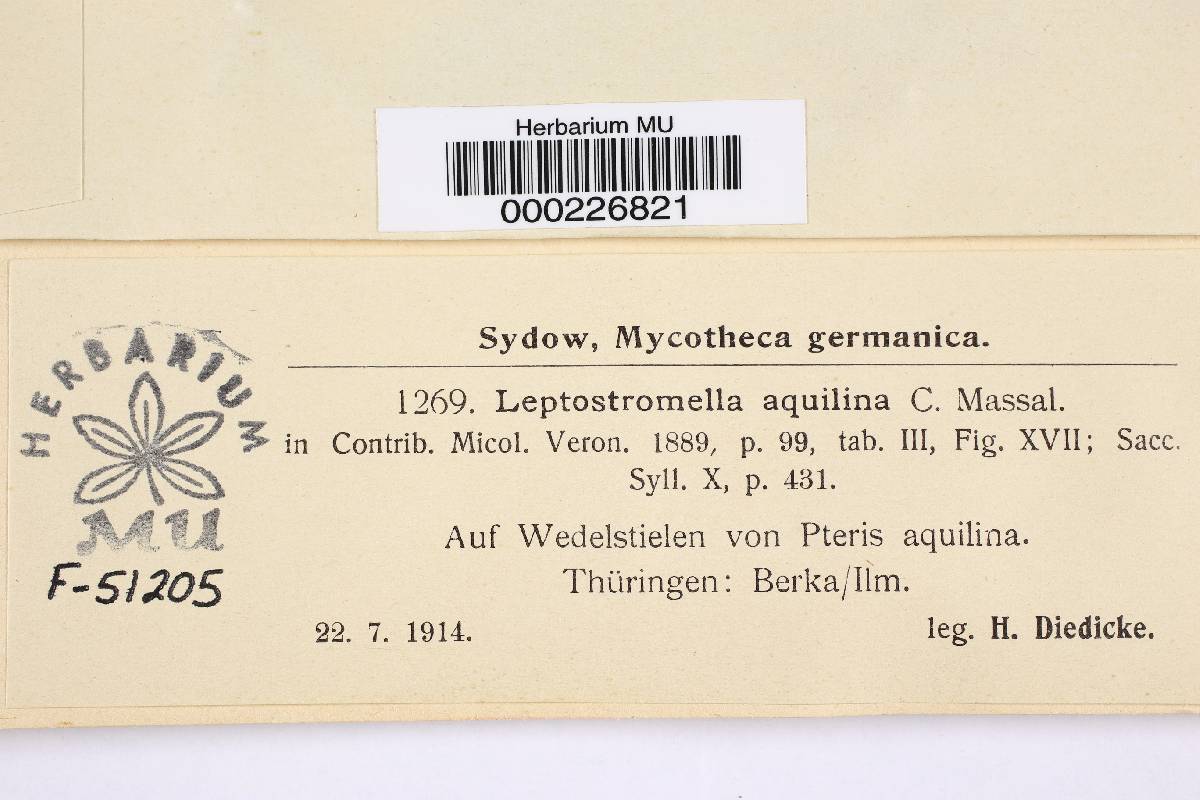 Herbarium MU
000226821
HERBARIUM
MU
F-51205
Sydow, Mycotheca germanica.
1269. Leptostromella aquilina C. Massal.
in Contrib. Micol. Veron. 1889, p. 99, tab. III, Fig. XVII; Sacc.
Syll. X, p. 431.
Auf Wedelstielen von Pteris aquilina.
Thüringen: Berka/Ilm.
22. 7. 1914.
leg. H. Diedicke.